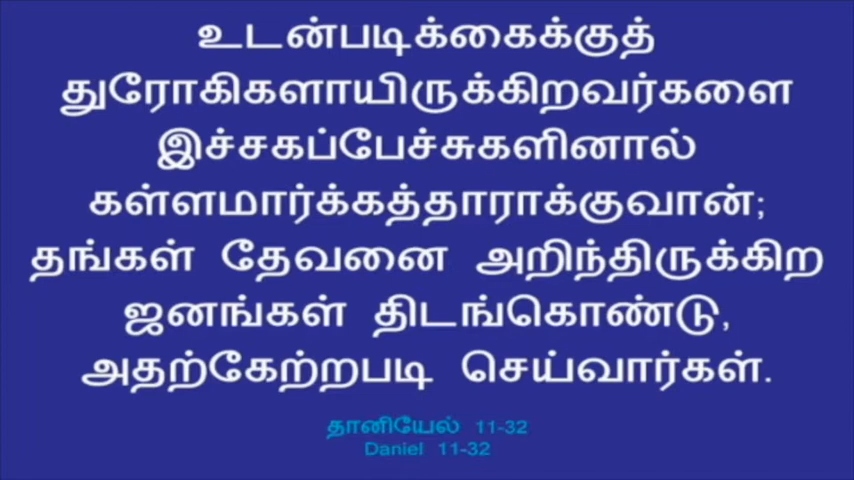 உடன்படிக்கைக்குத்
துரோகிகளாயிருக்கிறவர்களை
இச்சகப்பேச்சுகளினால்
கள்ளமார்க்கத்தாராக்குவான்;
தங்கள் தேவனை அறிந்திருக்கிற
ஜனங்கள் திடங்கொண்டு,
அதற்கேற்றபடி செய்வார்கள்.
தானியேல் 11-32
Daniel 11-32